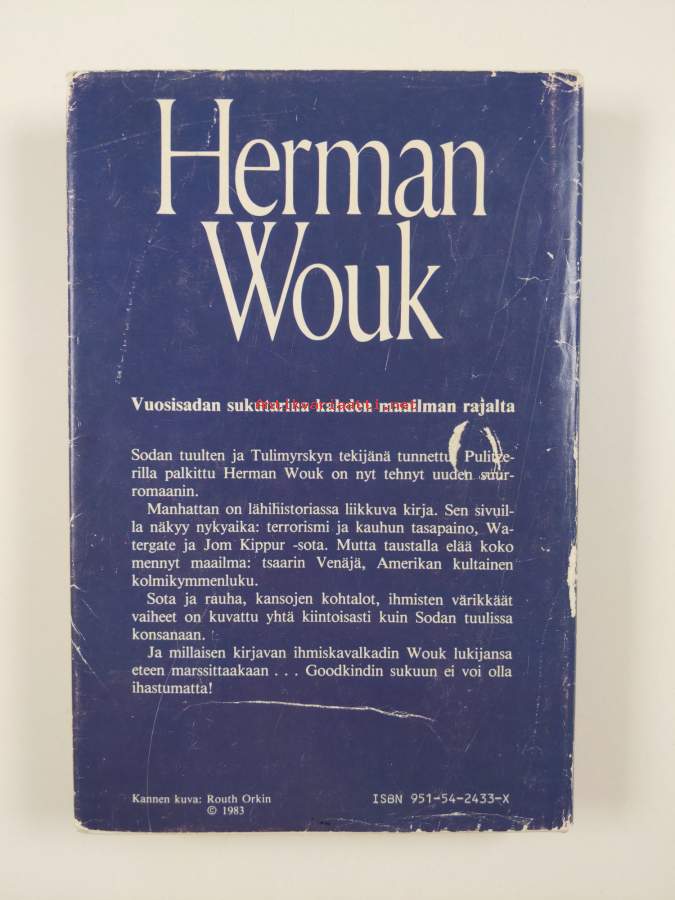 Herman
Wouk
Vuosisadan sukutarina kahden maailman rajalta
Sodan tuulten ja Tulimyrskyn tekijänä tunnettu, Pulitze-
rilla palkittu Herman Wouk on nyt tehnyt uuden suur-
romaanin.
Manhattan on lähihistoriassa liikkuva kirja. Sen sivuil-
la näkyy nykyaika: terrorismi ja kauhun tasapaino, Wa-
tergate ja Jom Kippur -sota. Mutta taustalla elää koko
mennyt maailma: tsaarin Venäjä, Amerikan kultainen
kolmikymmenluku.
Sota ja rauha, kansojen kohtalot, ihmisten värikkäät
vaiheet on kuvattu yhtä kiintoisasti kuin Sodan tuulissa
konsanaan.
Ja millaisen kirjavan ihmiskavalkadin Wouk lukijansa
eteen marssittaakaan . . . Goodkindin sukuun ei voi olla
ihastumatta!
Kannen kuva: Routh Orkin
© 1983
ISBN 951-54-2433-X